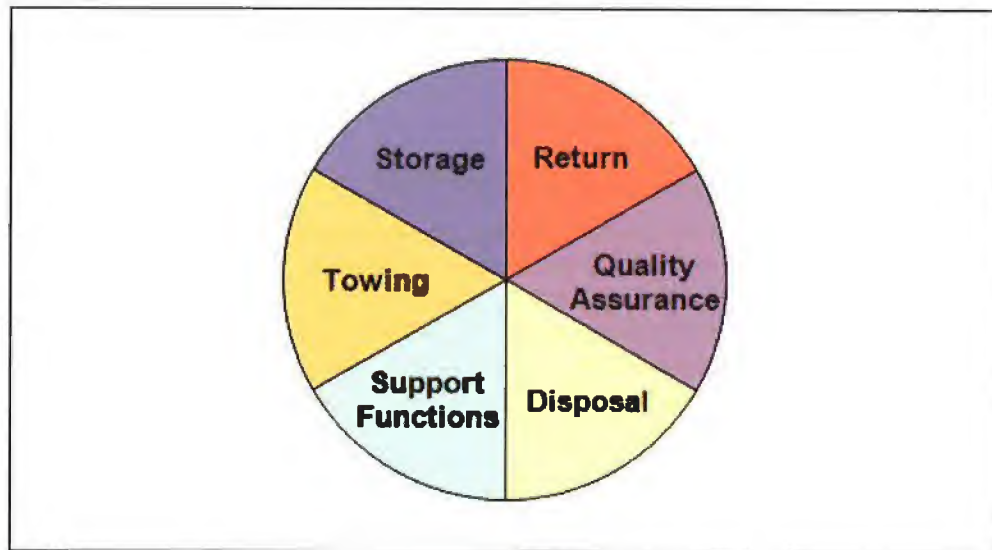 Storage
Return
Towing
Quality
Assurance
Support
Functions
Disposal